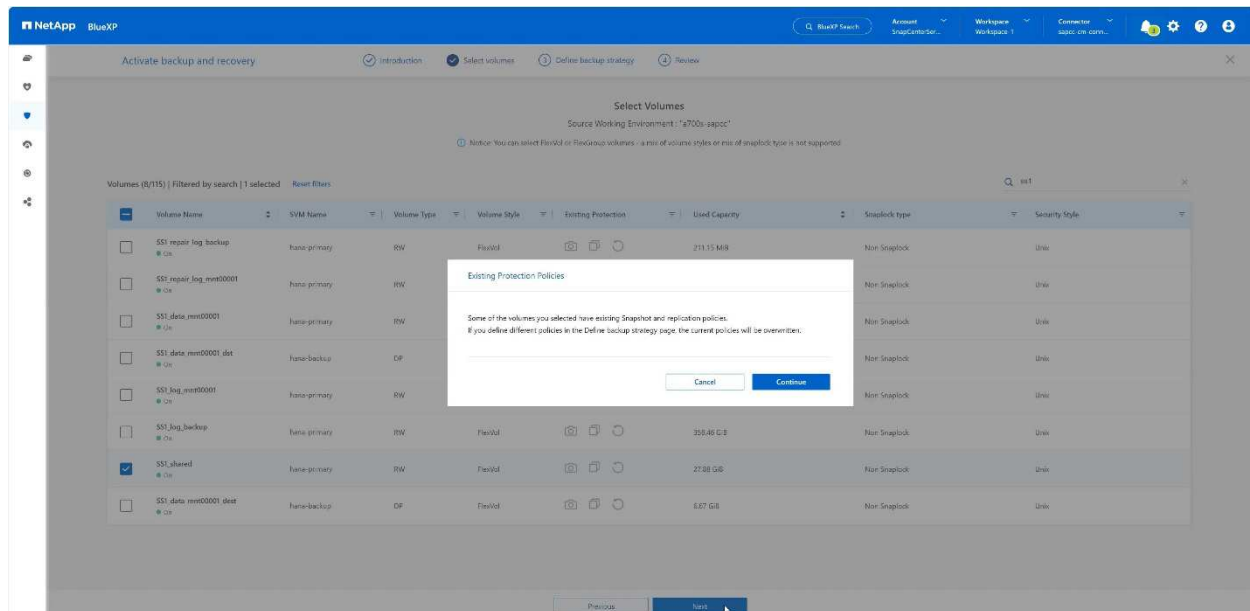 NetApp BlueXP
BlueXP Search
Account
SnapCenterSer...
Workspace
Workspace-1
Connector
sapcc-cm-conn...
Activate backup and recovery
Introduction
Select volumes
3 Define backup strategy
4 Review
Select Volumes
Source Working Environment : "a700s-sapcc"
Notice: You can select FlexVol or FlexGroup volumes - a mix of volume styles or mix of snaplock type is not supported
Volumes (8/115) | Filtered by search | 1 selected Reset filters
ss1
Volume Name SVM Name Volume Type Volume Style Existing Protection Used Capacity Snaplock type Security Style
SS1_repair_log_backup hana-primary RW FlexVol 211.15 MiB Non-Snaplock Unix
On
SS1_repair_log_mnt00001 hana-primary RW Non-Snaplock Unix
On
SS1_data_mnt00001 hana-primary RW Non-Snaplock Unix
On
SS1_data_mnt00001_dst hana-backup DP Non-Snaplock Unix
On
SS1_log_mnt00001 hana-primary RW Non-Snaplock Unix
On
SS1_log_backup hana-primary RW FlexVol 358.46 GiB Non-Snaplock Unix
On
SS1_shared hana-primary RW FlexVol 27.88 GiB Non-Snaplock Unix
On
SS1_data_mnt00001_dest hana-backup DP FlexVol 6.67 GiB Non-Snaplock Unix
On
Existing Protection Policies
Some of the volumes you selected have existing Snapshot and replication policies.
If you define different policies in the Define backup strategy page, the current policies will be overwritten.
Cancel Continue
Previous Next